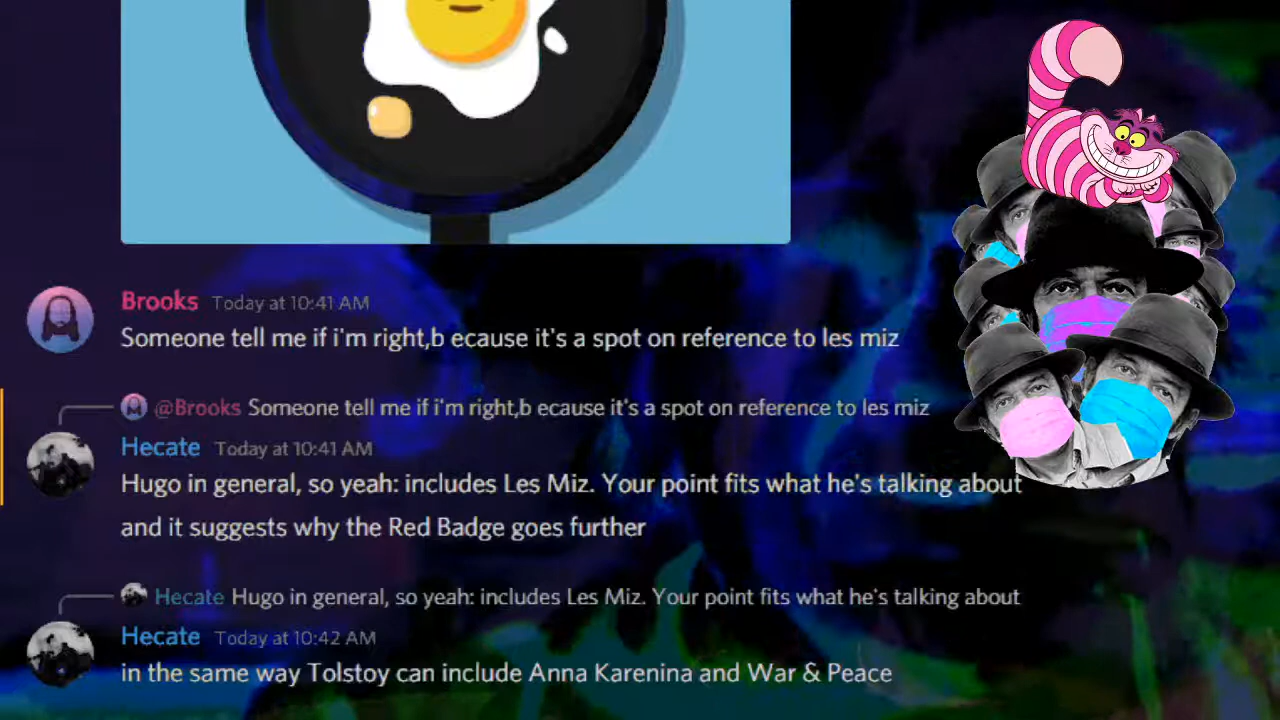 Brooks Today at 10:41 AM
Someone tell me if i'm right,b ecause it's a spot on reference to les miz
@Brooks Someone tell me if i'm right,b ecause it's a spot on reference to les miz
Hecate Today at 10:41 AM
Hugo in general, so yeah: includes Les Miz. Your point fits what he's talking about
and it suggests why the Red Badge goes further
Hecate Hugo in general, so yeah: includes Les Miz. Your point fits what he's talking about
Hecate Today at 10:42 AM
in the same way Tolstoy can include Anna Karenina and War & Peace